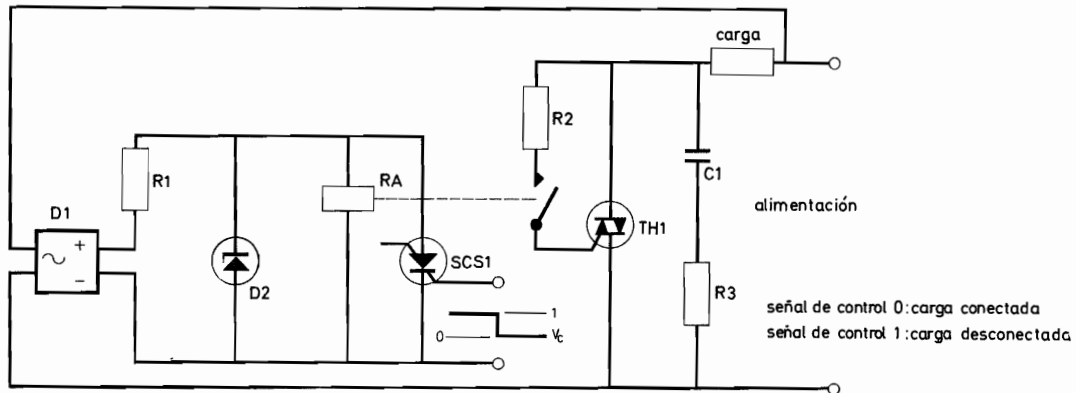 carga
R2
R1
RA
C1
D1
+
−
TH1
alimentación
SCS1
D2
R3
1
0
Vc
señal de control 0: carga conectada
señal de control 1: carga desconectada